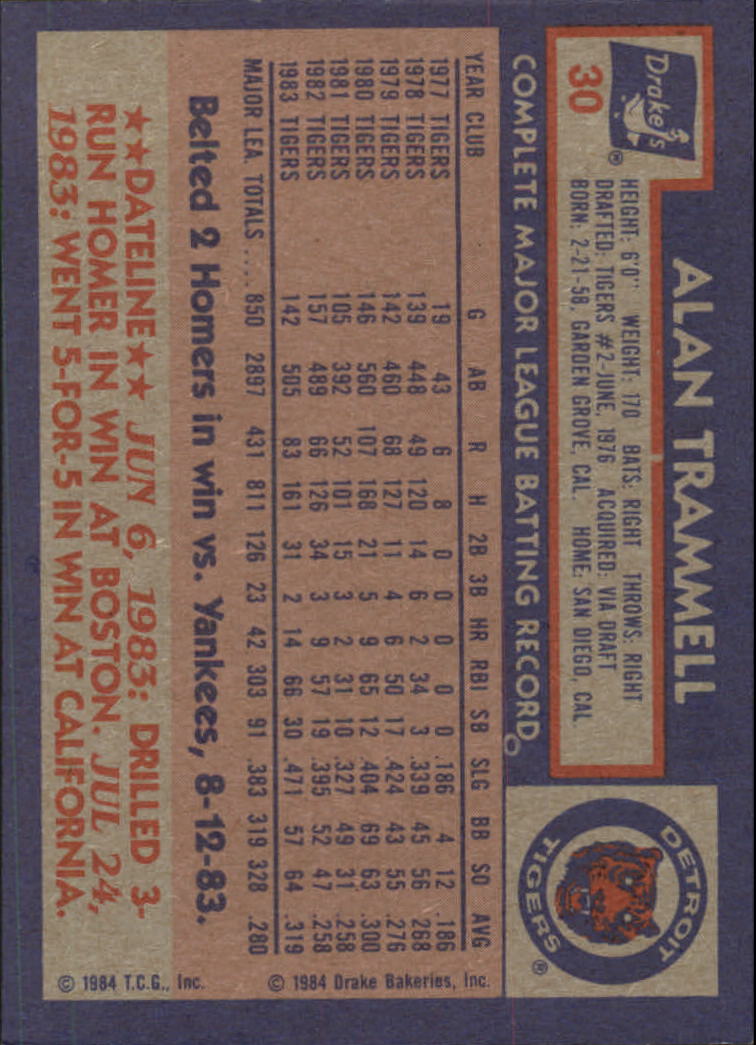 ALAN TRAMMELL
Drake's
®
30
HEIGHT: 6'0'' WEIGHT: 170 BATS: RIGHT THROWS: RIGHT
DRAFTED: TIGERS #2-JUNE, 1976 ACQUIRED: VIA DRAFT
BORN: 2-21-58, GARDEN GROVE, CAL. HOME: SAN DIEGO, CAL
DETROIT
TIGERS
®
COMPLETE MAJOR LEAGUE BATTING RECORD
YEAR CLUB G AB R H 2B 3B HR RBI SB SLG BB SO AVG
1977 TIGERS 19 43 6 8 0 0 0 0 0 .186 4 12 .186
1978 TIGERS 139 448 49 120 14 6 2 34 3 .339 45 56 .268
1979 TIGERS 142 460 68 127 11 4 6 50 17 .424 43 55 .276
1980 TIGERS 146 560 107 168 21 5 9 65 12 .404 69 63 .300
1981 TIGERS 105 392 52 101 15 3 2 31 10 .327 49 31 .258
1982 TIGERS 157 489 66 126 34 3 9 57 19 .395 52 47 .258
1983 TIGERS 142 505 83 161 31 2 14 66 30 .471 57 64 .319
MAJOR LEA. TOTALS .... 850 2897 431 811 126 23 42 303 91 .383 319 328 .280
Belted 2 Homers in win vs. Yankees, 8-12-83.
★★DATELINE★★ JUN 6, 1983: DRILLED 3-
RUN HOMER IN WIN AT BOSTON. JUL 24,
1983: WENT 5-FOR-5 IN WIN AT CALIFORNIA.
© 1984 Drake Bakeries, Inc.
© 1984 T.C.G., Inc.